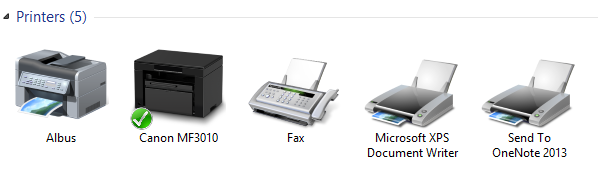 Printers (5)
Albus
Canon MF3010
Fax
Microsoft XPS
Document Writer
Send To
OneNote 2013